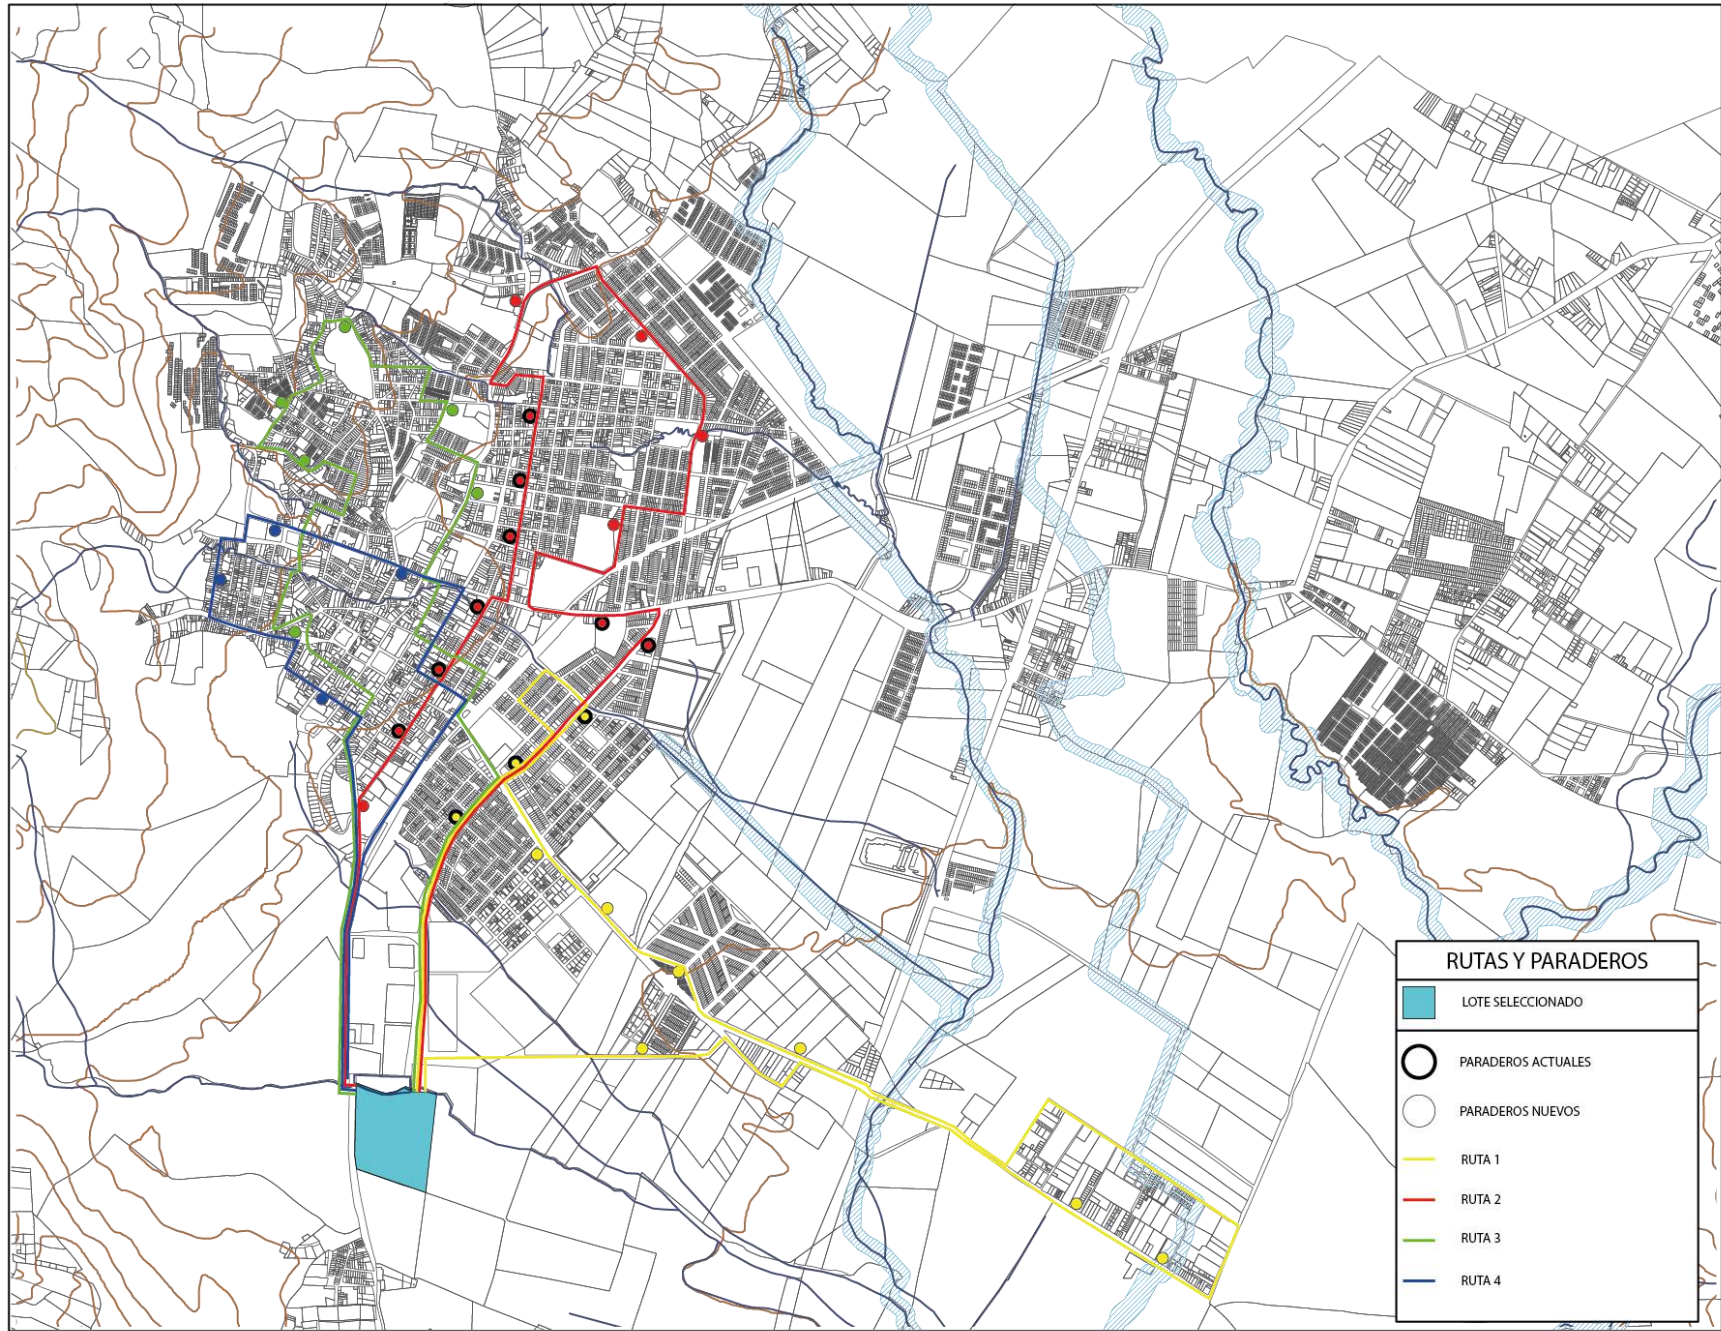 RUTAS Y PARADEROS
LOTE SELECCIONADO
PARADEROS ACTUALES
PARADEROS NUEVOS
RUTA 1
RUTA 2
RUTA 3
RUTA 4